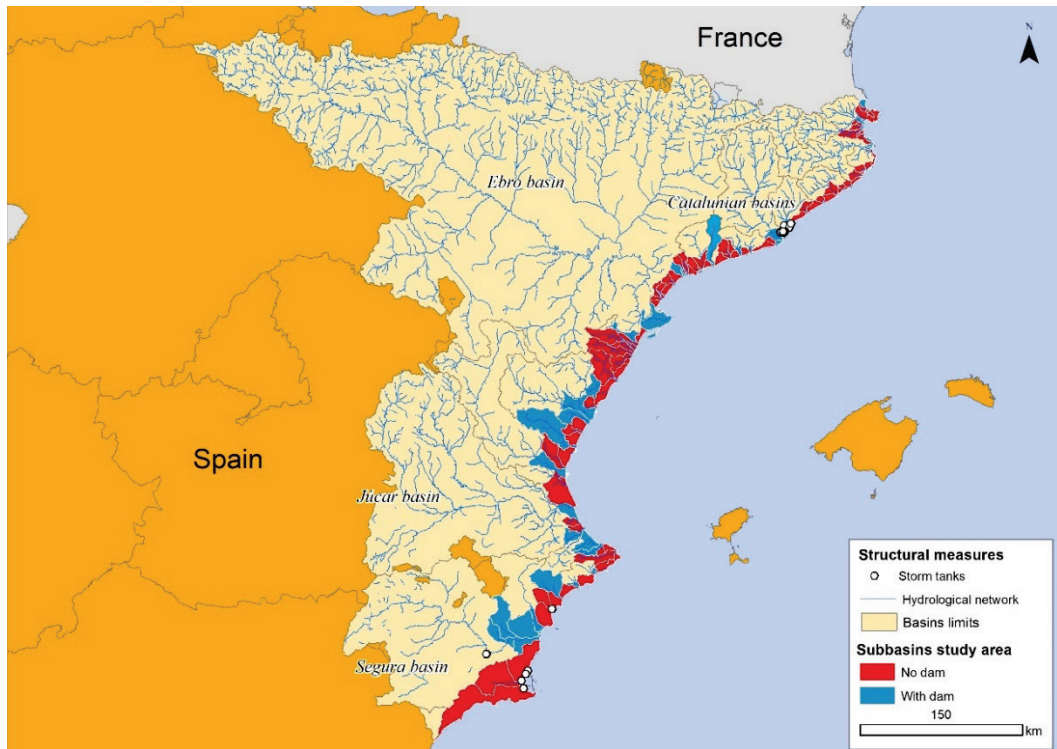 France
N
Ebro basin
Catalunian basins
Spain
Júcar basin
Segura basin
Structural measures
Storm tanks
Hydrological network
Basins limits
Subbasins study area
No dam
With dam
150
km